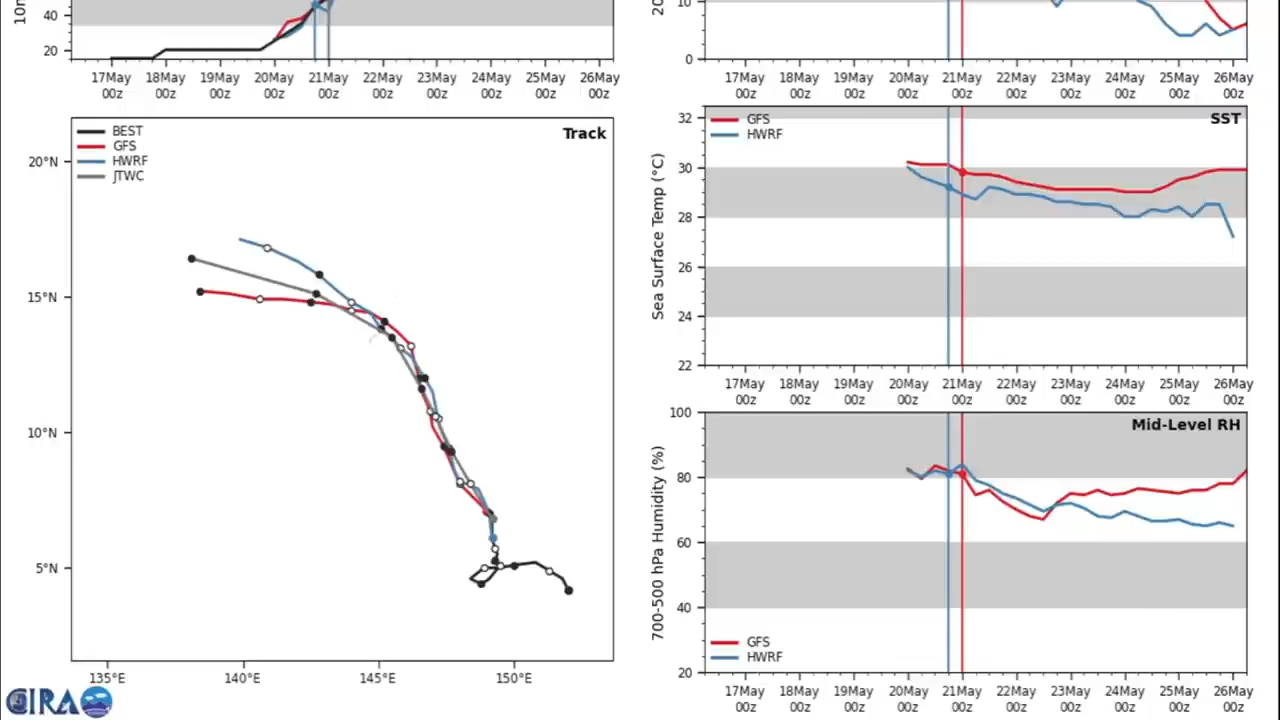 10n
40
20
17May 18May 19May 20May 21May 22May 23May 24May 25May 26May
00z 00z 00z 00z 00z 00z 00z 00z 00z 00z
BEST
GFS
HWRF
JTWC
Track
20°N
15°N
10°N
5°N
135°E 140°E 145°E 150°E
CIRA
20
10
0
17May 18May 19May 20May 21May 22May 23May 24May 25May 26May
00z 00z 00z 00z 00z 00z 00z 00z 00z 00z
GFS
HWRF
SST
Sea Surface Temp (°C)
32
30
28
26
24
22
17May 18May 19May 20May 21May 22May 23May 24May 25May 26May
00z 00z 00z 00z 00z 00z 00z 00z 00z 00z
Mid-Level RH
700-500 hPa Humidity (%)
100
80
60
40
20
GFS
HWRF
17May 18May 19May 20May 21May 22May 23May 24May 25May 26May
00z 00z 00z 00z 00z 00z 00z 00z 00z 00z